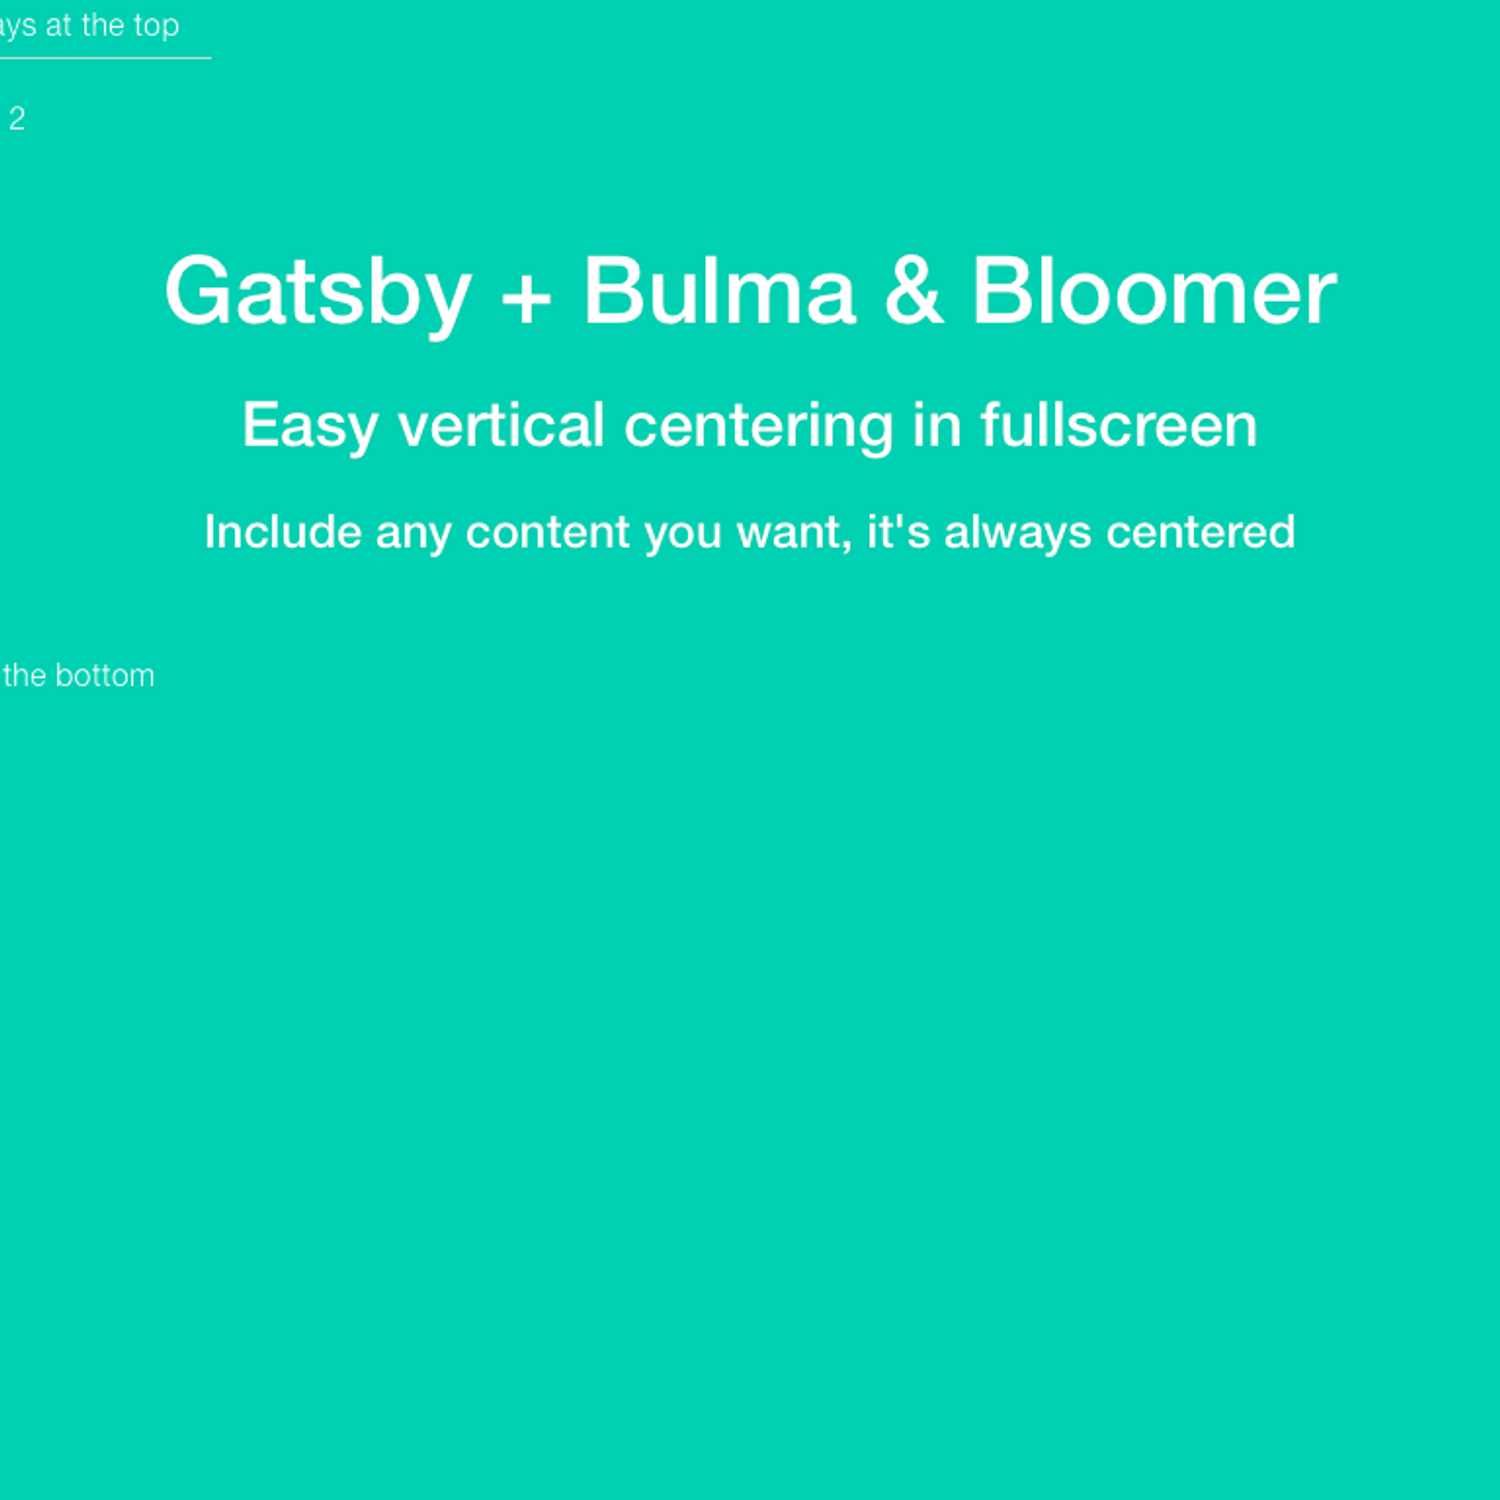 at the top
2
Gatsby + Bulma & Bloomer
Easy vertical centering in fullscreen
Include any content you want, it's always centered
the bottom